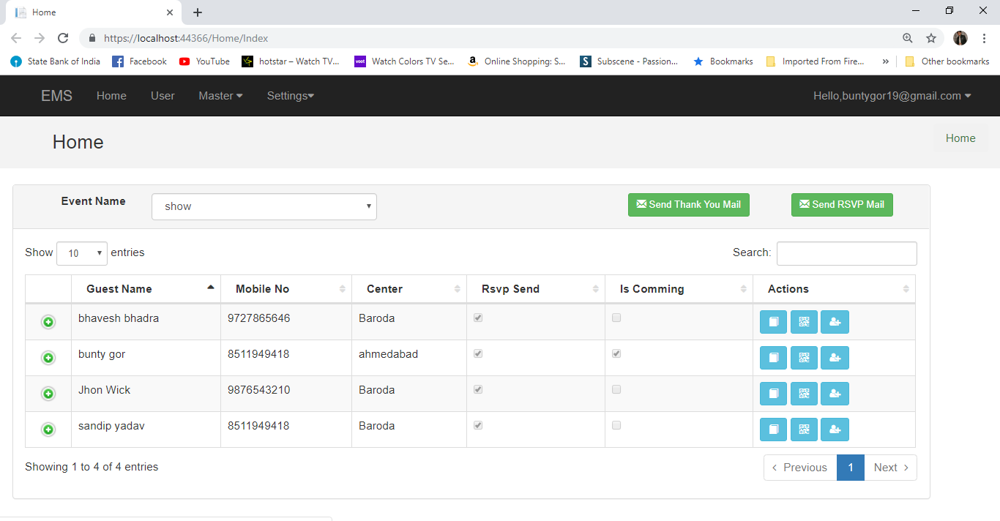 Home
https://localhost:44366/Home/Index
State Bank of India Facebook YouTube hotstar – Watch TV... voot Watch Colors TV Se... a Online Shopping: S... S Subscene - Passion... Bookmarks Imported From Fire... » Other bookmarks
EMS Home User Master Settings Hello,buntygor19@gmail.com
Home Home
Event Name show Send Thank You Mail Send RSVP Mail
Show 10 entries Search:
Guest Name Mobile No Center Rsvp Send Is Comming Actions
bhavesh bhadra 9727865646 Baroda
bunty gor 8511949418 ahmedabad
Jhon Wick 9876543210 Baroda
sandip yadav 8511949418 Baroda
Showing 1 to 4 of 4 entries ‹ Previous 1 Next ›